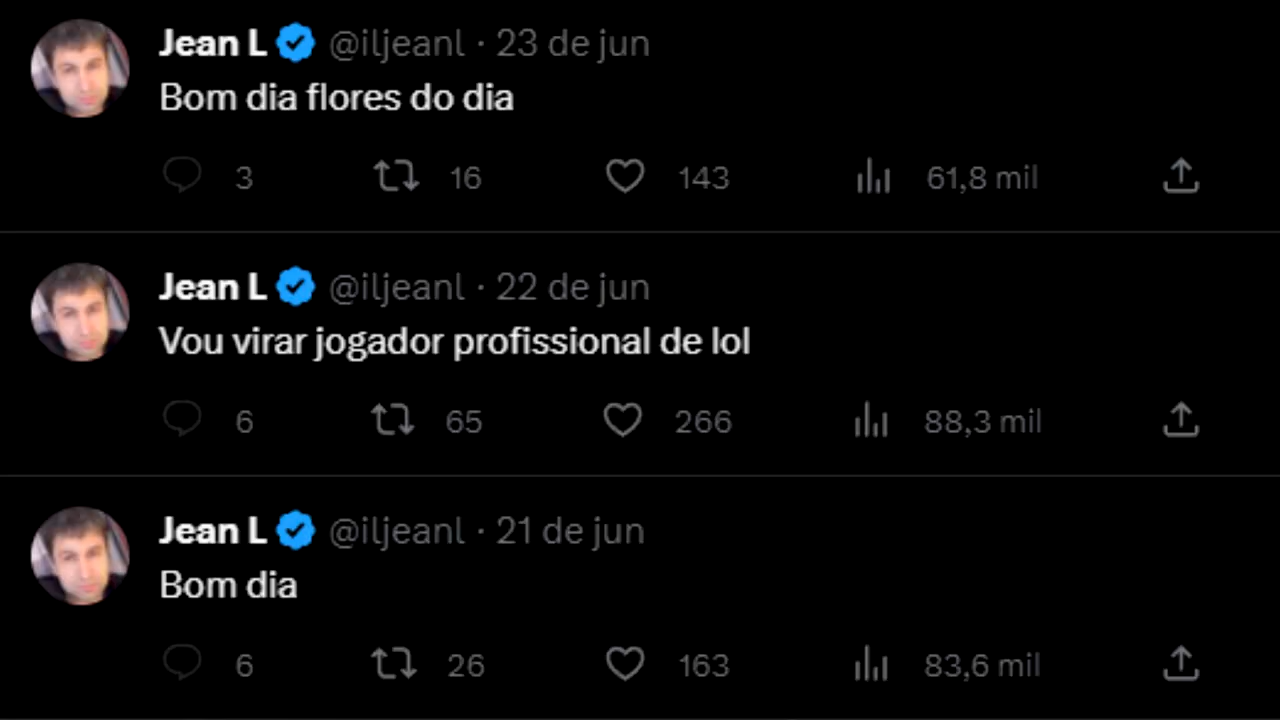 Jean L @iljeanl · 23 de jun
Bom dia flores do dia
3 16 143 61,8 mil
Jean L @iljeanl · 22 de jun
Vou virar jogador profissional de lol
6 65 266 88,3 mil
Jean L @iljeanl · 21 de jun
Bom dia
6 26 163 83,6 mil